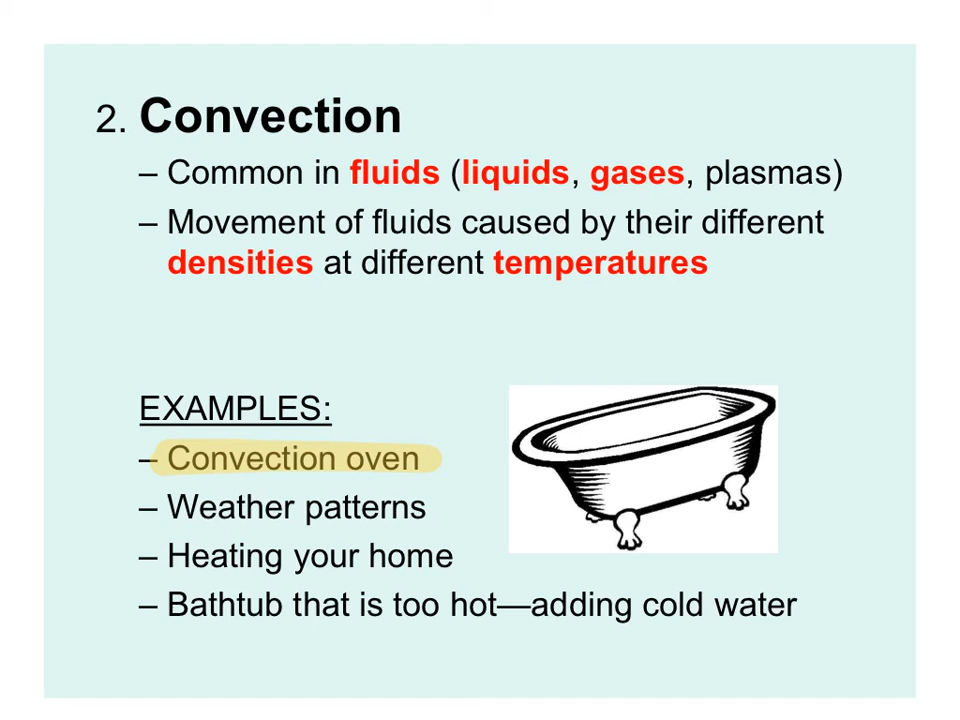 2. Convection
– Common in fluids (liquids, gases, plasmas)
– Movement of fluids caused by their different
densities at different temperatures
EXAMPLES:
– Convection oven
– Weather patterns
– Heating your home
– Bathtub that is too hot—adding cold water